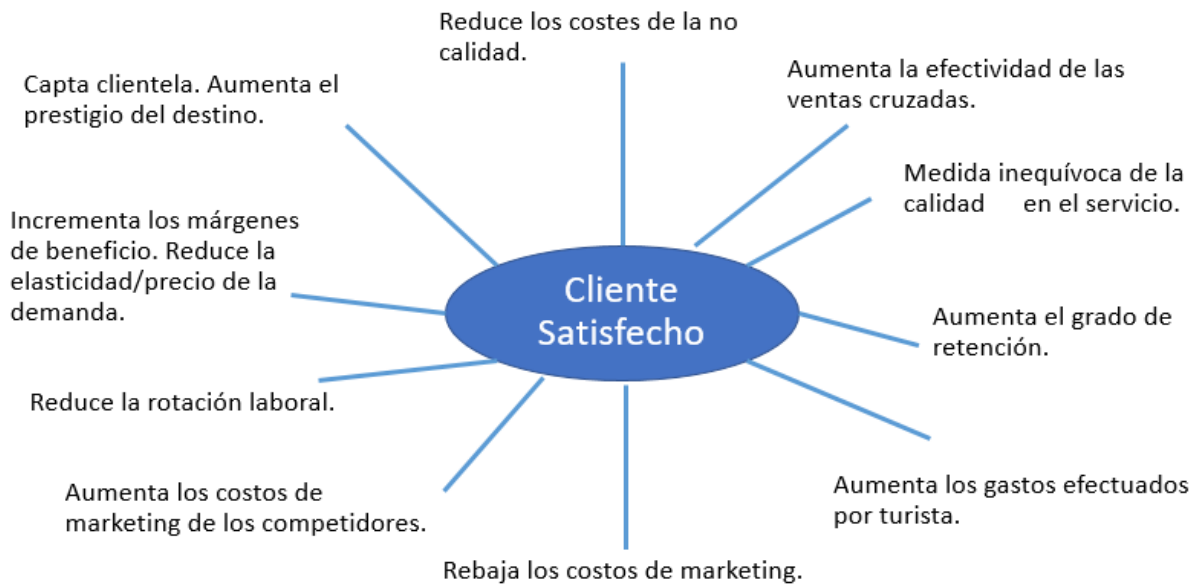 Reduce los costes de la no
calidad.
Capta clientela. Aumenta el
prestigio del destino.
Aumenta la efectividad de las
ventas cruzadas.
Medida inequívoca de la
calidad en el servicio.
Incrementa los márgenes
de beneficio. Reduce la
elasticidad/precio de la
demanda.
Cliente
Satisfecho
Aumenta el grado de
retención.
Reduce la rotación laboral.
Aumenta los costos de
marketing de los competidores.
Aumenta los gastos efectuados
por turista.
Rebaja los costos de marketing.